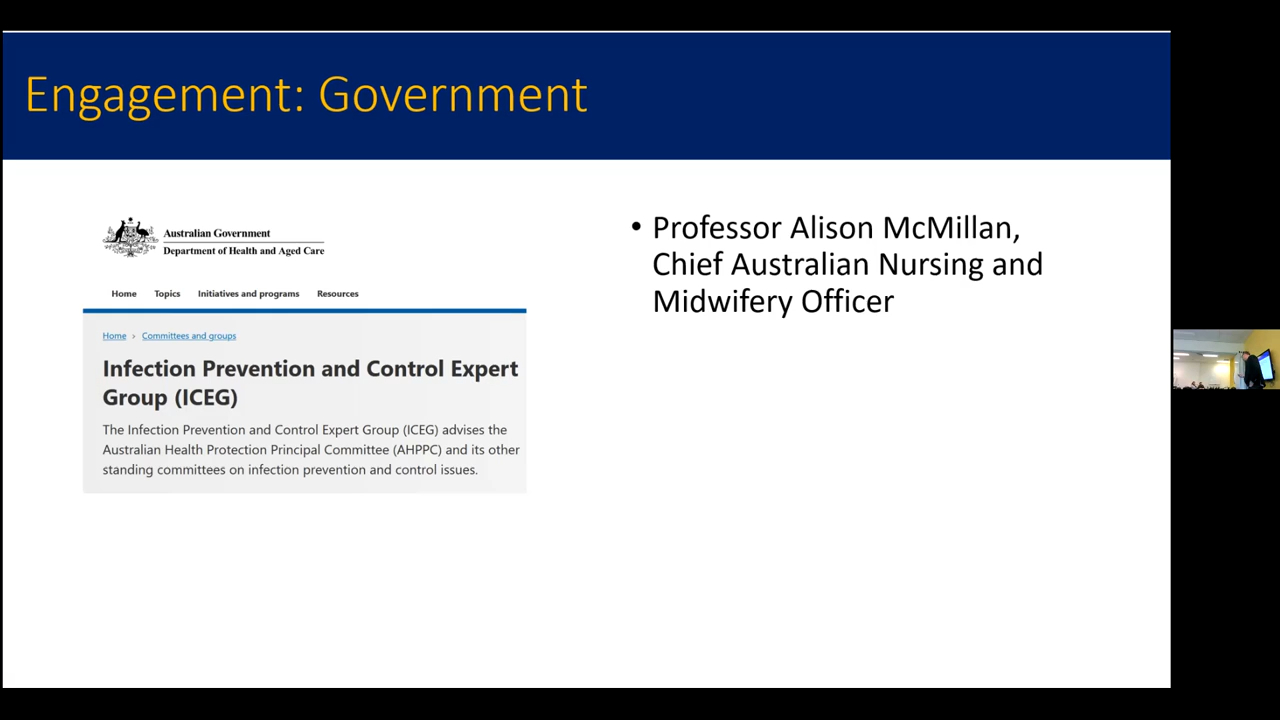 Engagement: Government
Australian Government
Department of Health and Aged Care
Home Topics Initiatives and programs Resources
Home > Committees and groups
Infection Prevention and Control Expert
Group (ICEG)
The Infection Prevention and Control Expert Group (ICEG) advises the
Australian Health Protection Principal Committee (AHPPC) and its other
standing committees on infection prevention and control issues.
• Professor Alison McMillan,
Chief Australian Nursing and
Midwifery Officer